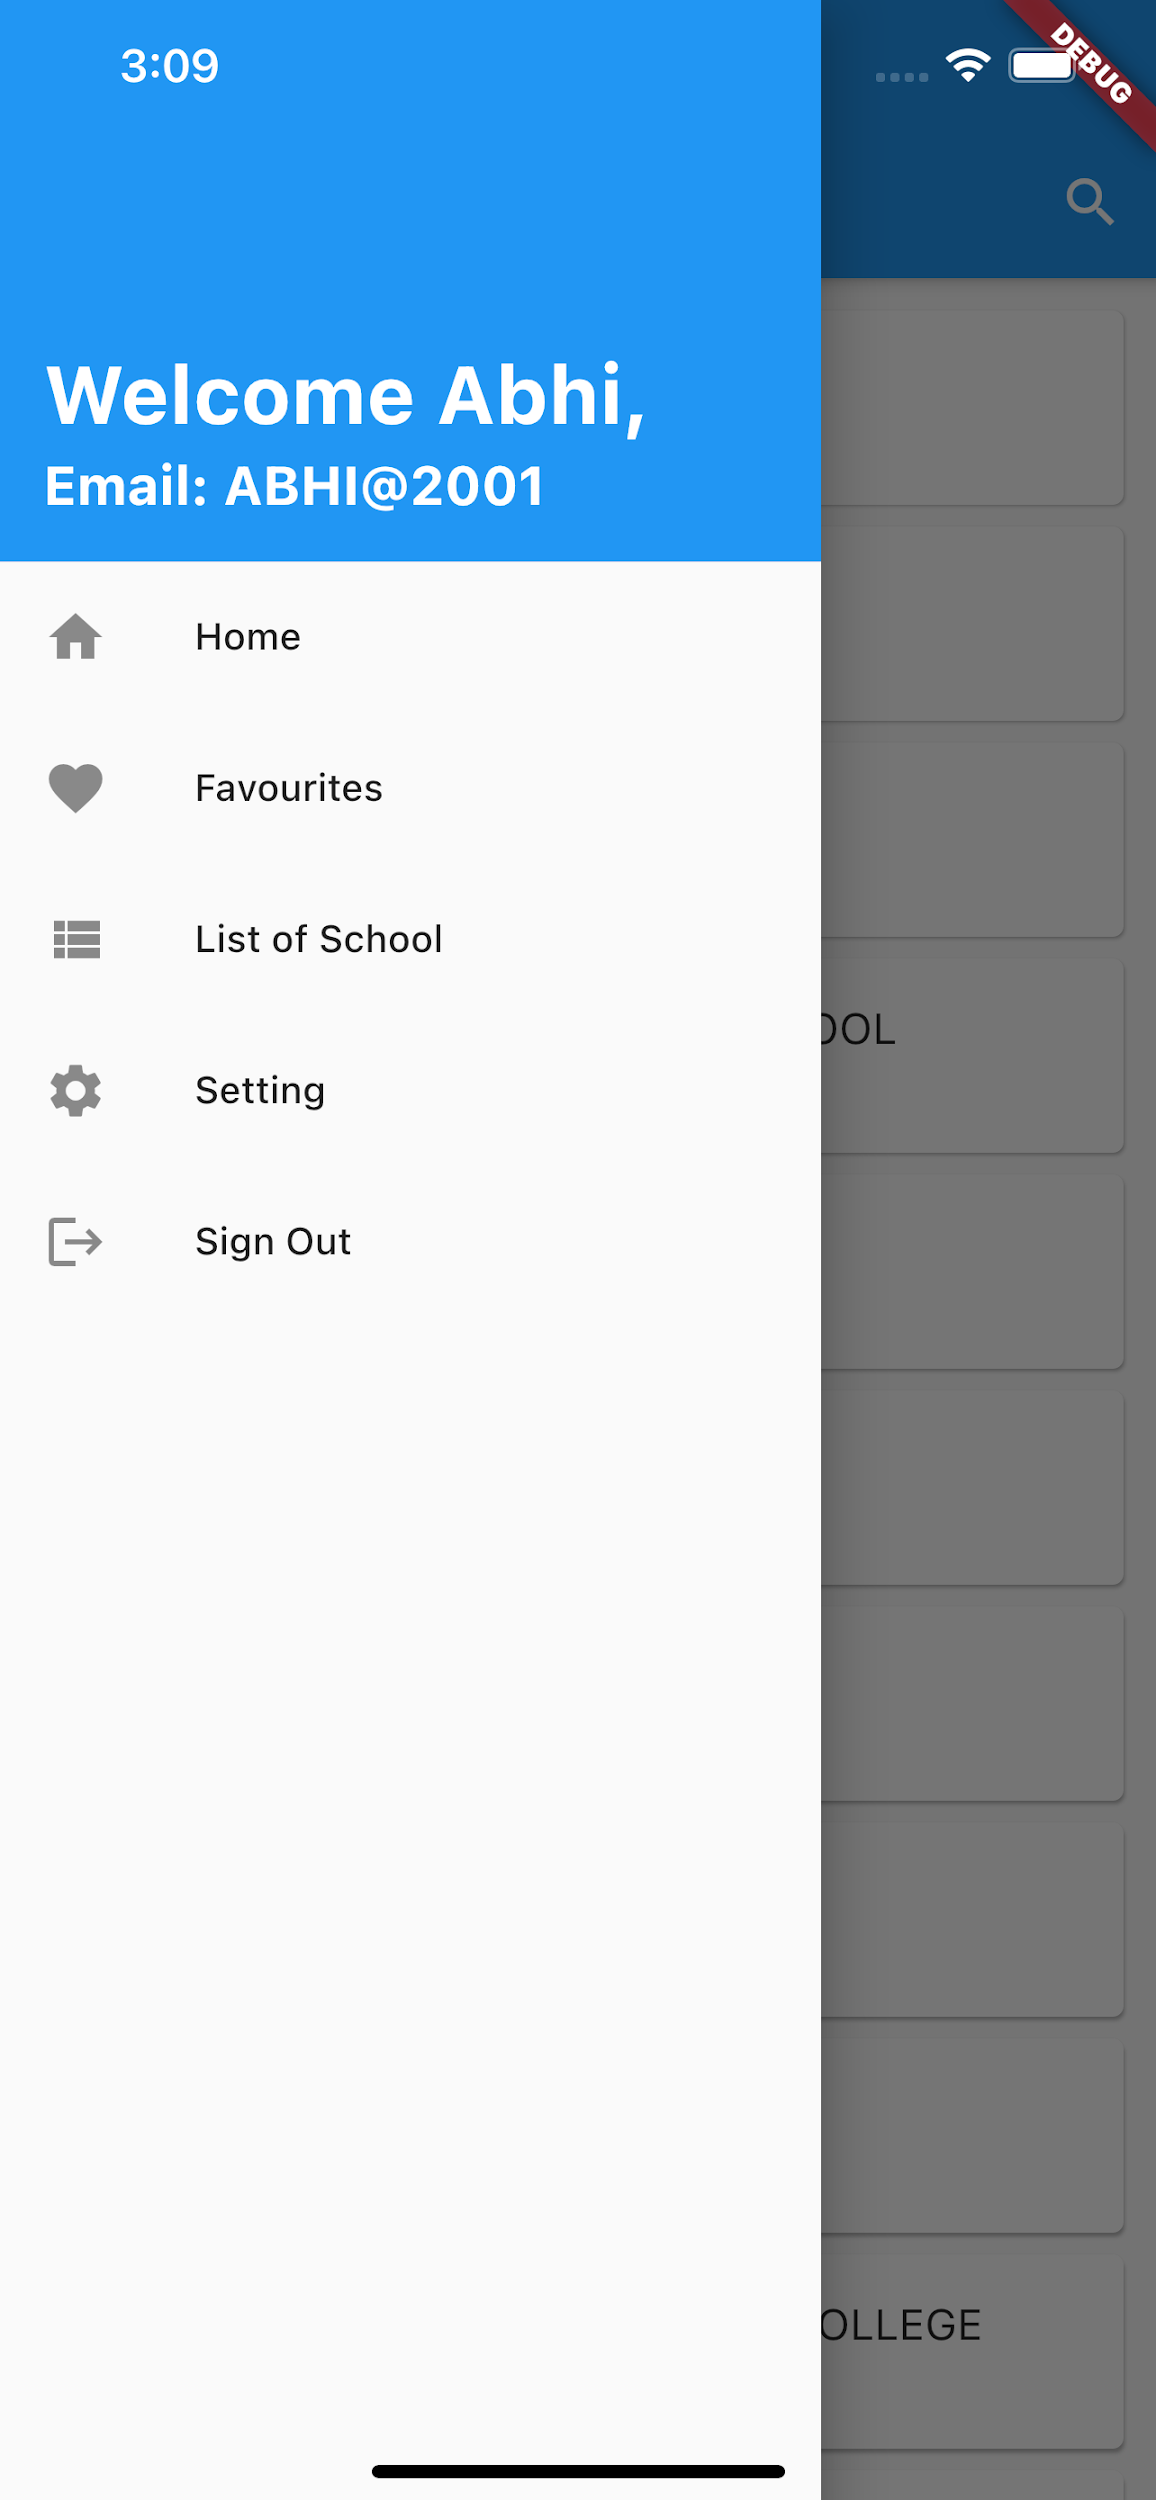 3:09
DEBUG
Welcome Abhi,
Email: ABHI@2001
Home
Favourites
List of School
OOL
Setting
Sign Out
OLLEGE